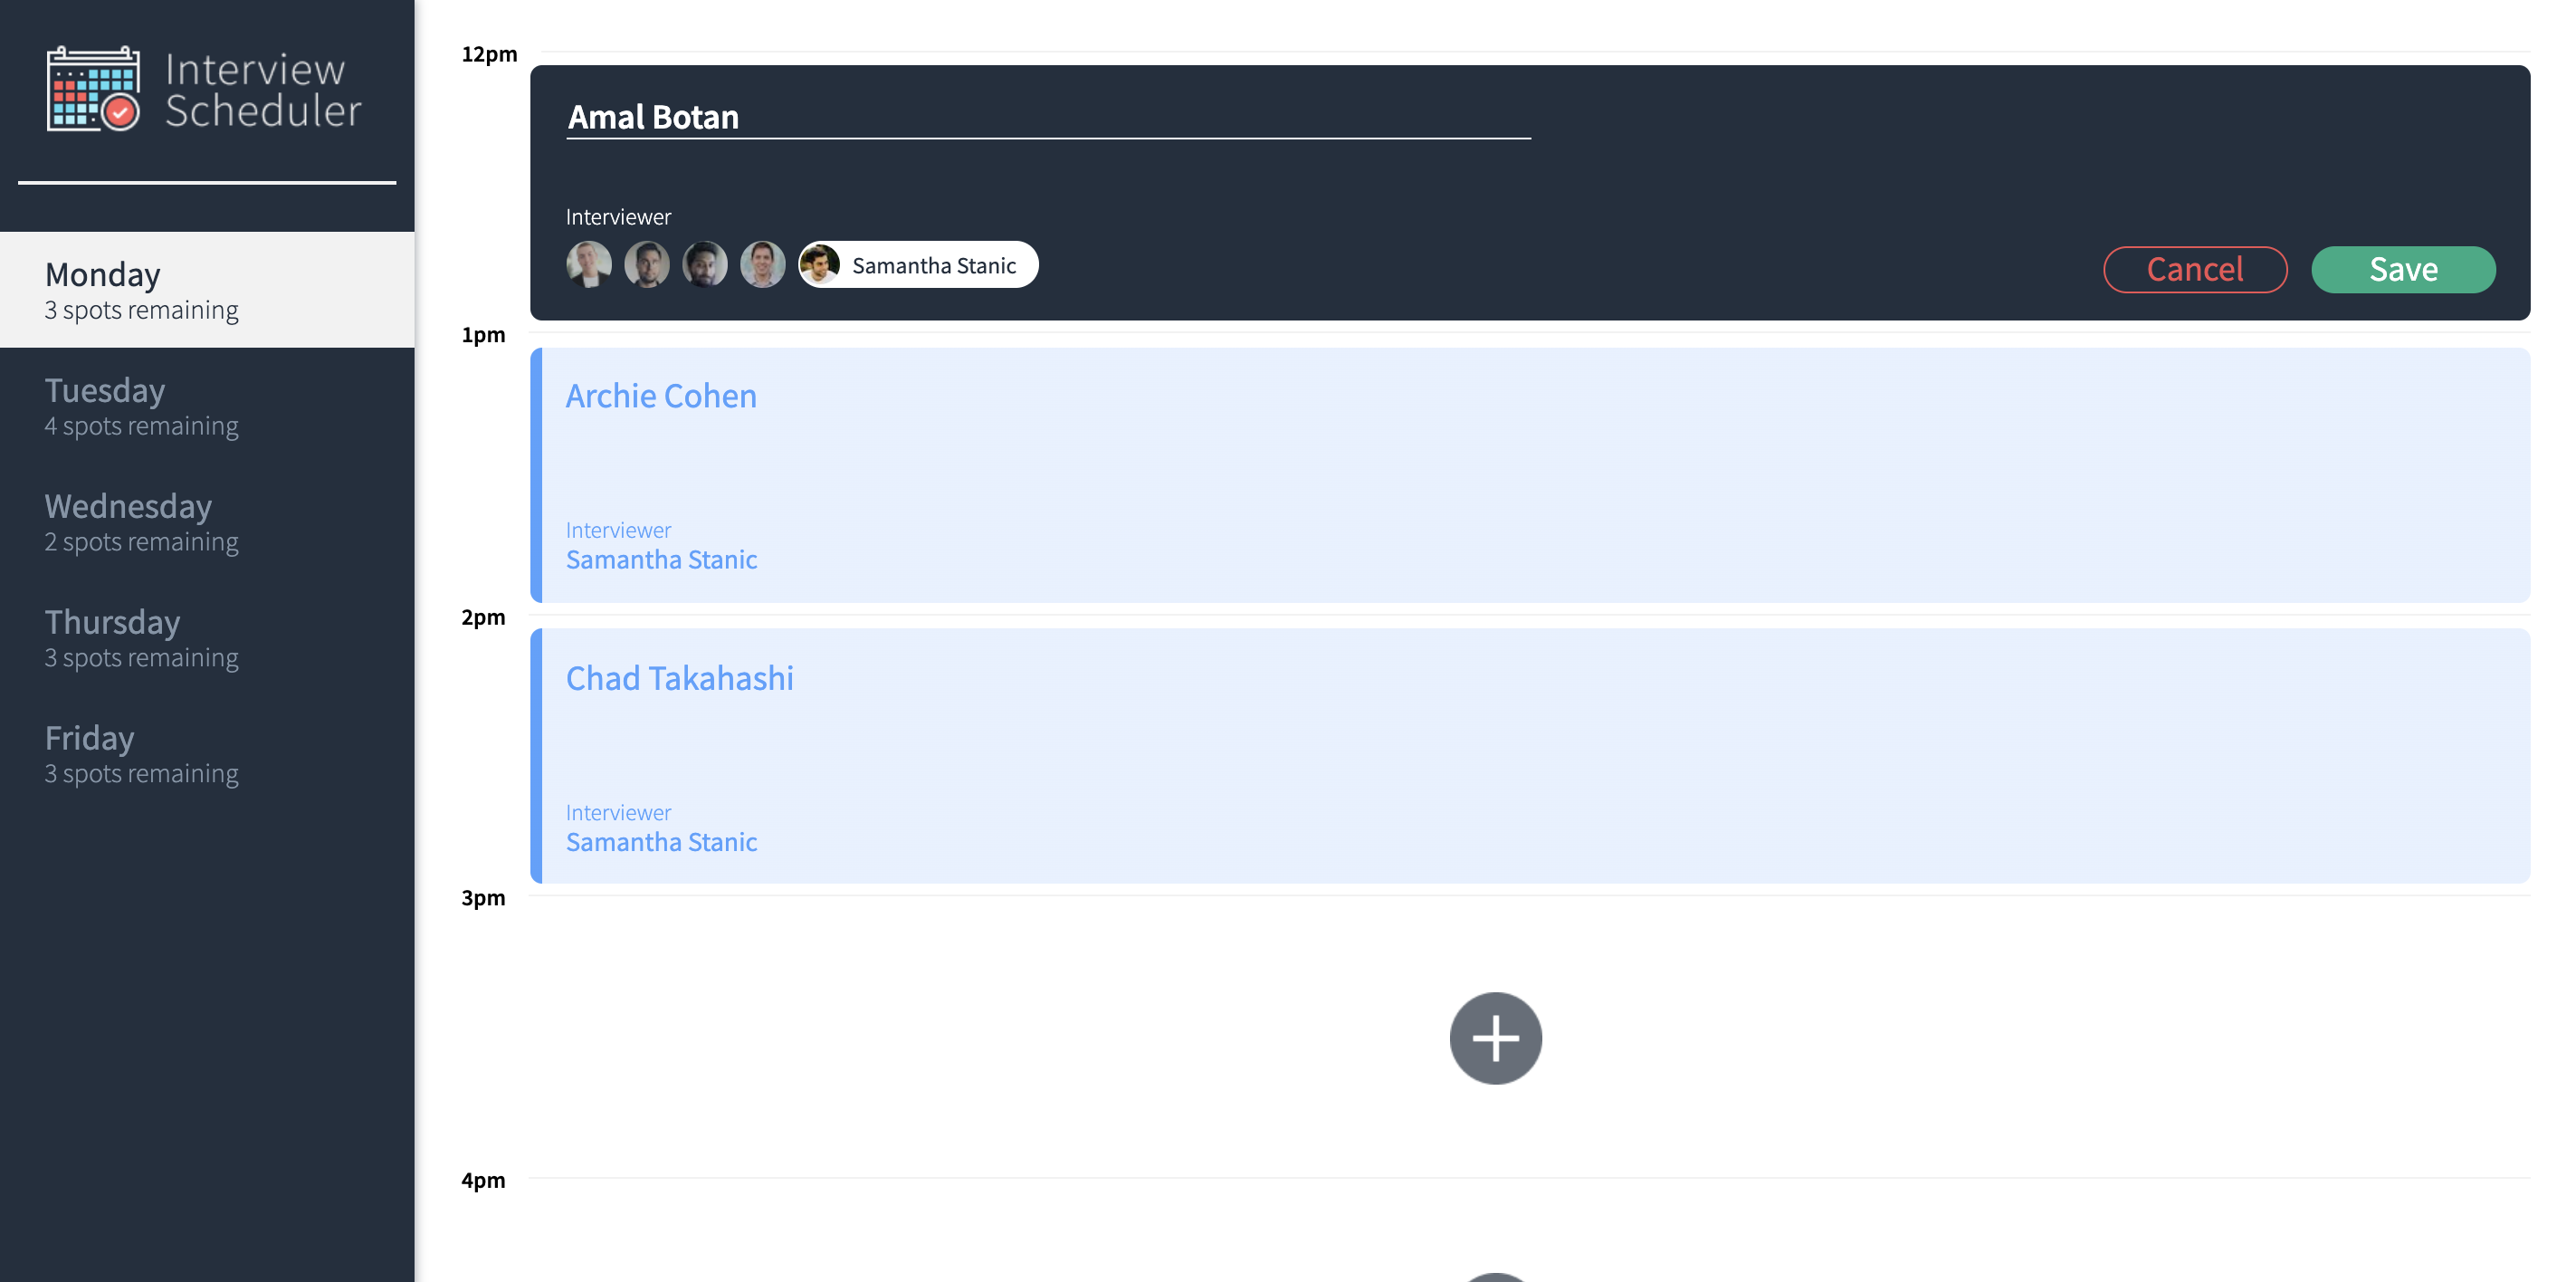 Interview
Scheduler
Monday
3 spots remaining
Tuesday
4 spots remaining
Wednesday
2 spots remaining
Thursday
3 spots remaining
Friday
3 spots remaining
12pm
Amal Botan
Interviewer
Samantha Stanic
Cancel
Save
1pm
Archie Cohen
Interviewer
Samantha Stanic
2pm
Chad Takahashi
Interviewer
Samantha Stanic
3pm
4pm